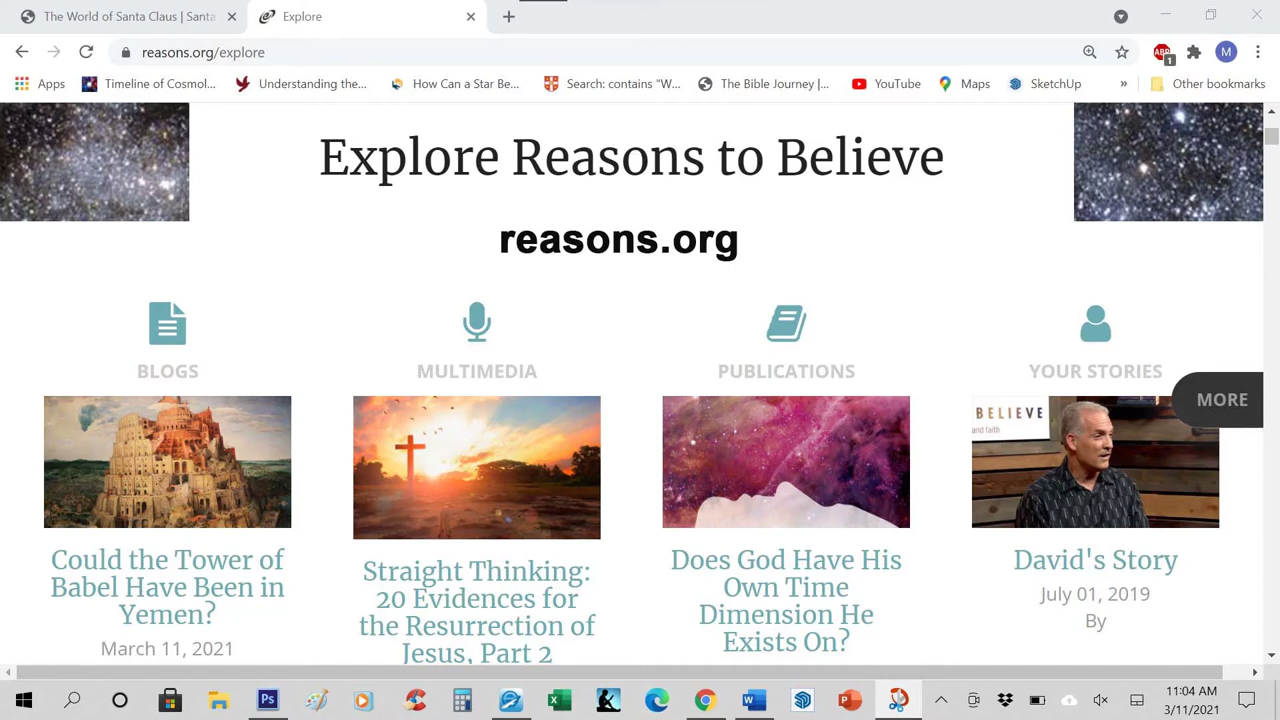 The World of Santa Claus | Santa
Explore
reasons.org/explore
ABP
1
M
Apps
Timeline of Cosmol...
Understanding the...
How Can a Star Be...
Search: contains "W...
The Bible Journey |...
YouTube
Maps
SketchUp
»
Other bookmarks
Explore Reasons to Believe
reasons.org
BLOGS
MULTIMEDIA
PUBLICATIONS
YOUR STORIES
MORE
BELIEVE
and faith
Could the Tower of
Babel Have Been in
Yemen?
March 11, 2021
Straight Thinking:
20 Evidences for
the Resurrection of
Jesus, Part 2
Does God Have His
Own Time
Dimension He
Exists On?
David's Story
July 01, 2019
By
Ps
11:04 AM
3/11/2021